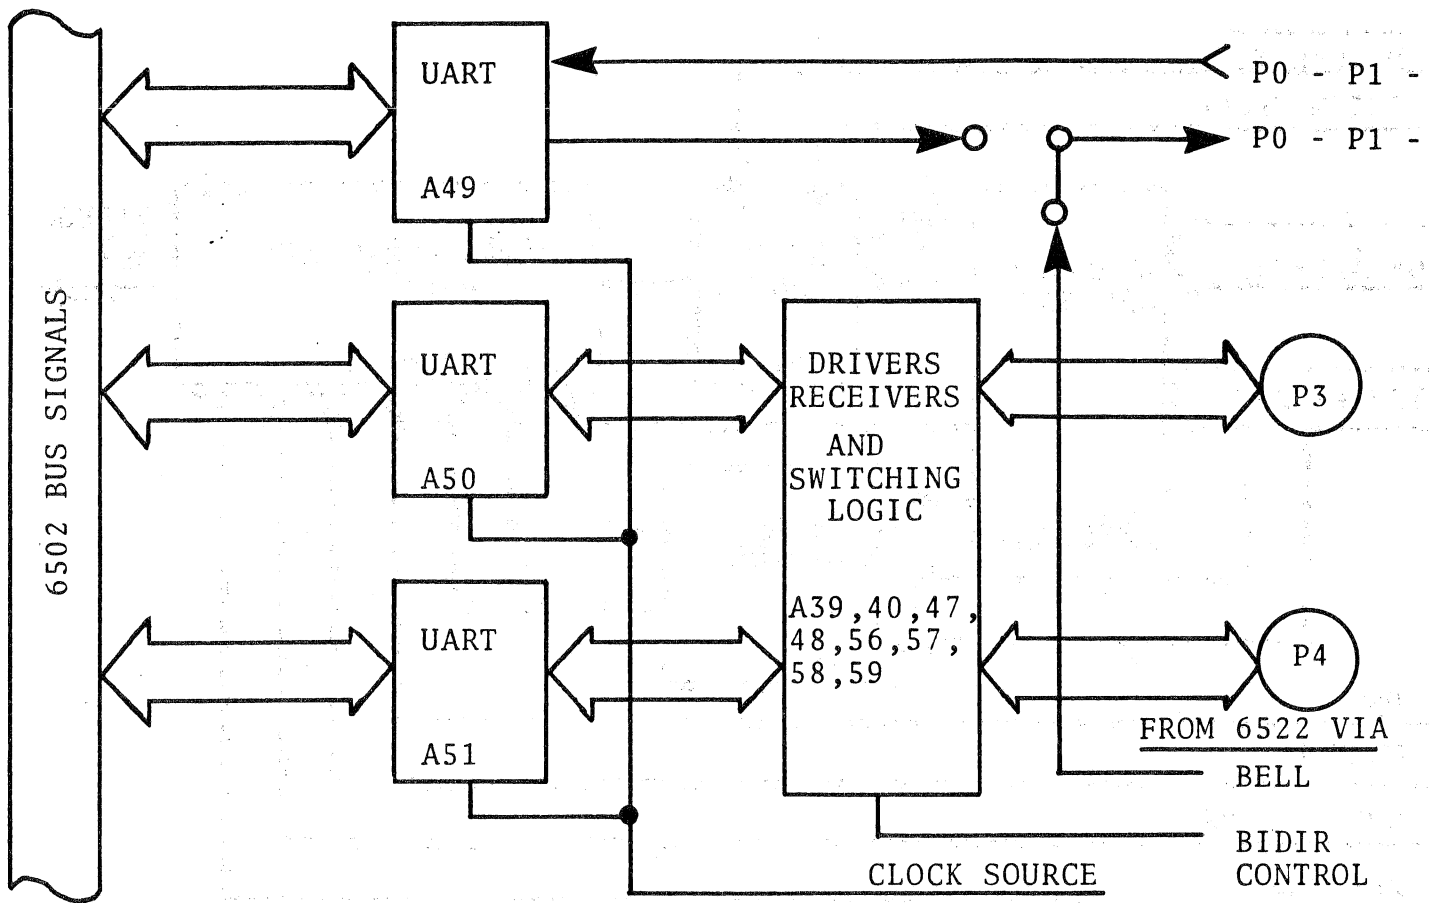 6502 BUS SIGNALS
UART
A49
P0 - P1 -
P0 - P1 -
UART
A50
DRIVERS
RECEIVERS
AND
SWITCHING
LOGIC
A39,40,47,
48,56,57,
58,59
P3
UART
A51
P4
FROM 6522 VIA
BELL
BIDIR
CONTROL
CLOCK SOURCE